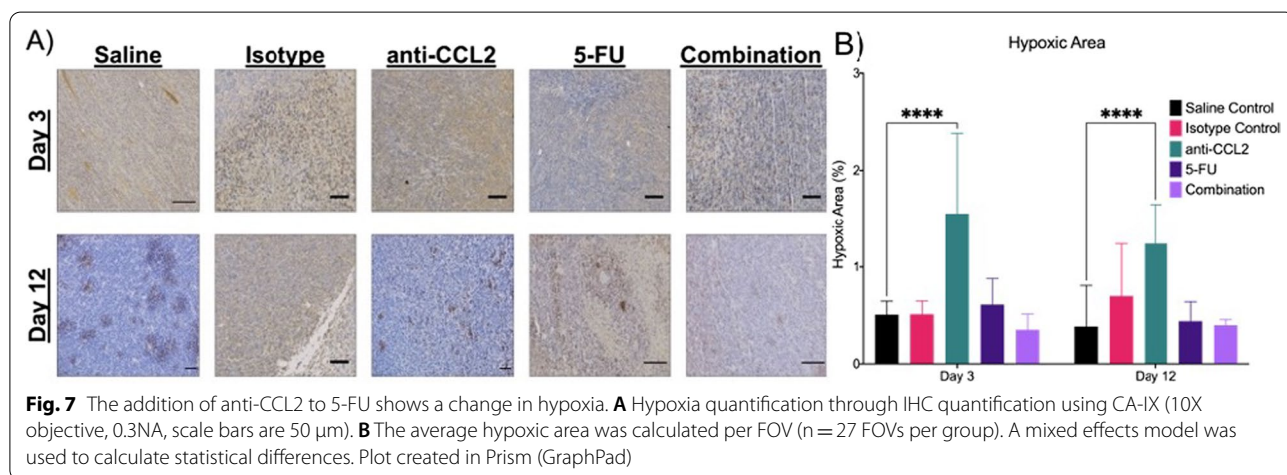 A)
Saline Isotype anti-CCL2 5-FU Combination
Day 3
Day 12
B)
Hypoxic Area
Hypoxic Area (%)
3
2
1
0
****
****
Saline Control
Isotype Control
anti-CCL2
5-FU
Combination
Day 3 Day 12
Fig. 7 The addition of anti-CCL2 to 5-FU shows a change in hypoxia. A Hypoxia quantification through IHC quantification using CA-IX (10X
objective, 0.3NA, scale bars are 50 μm). B The average hypoxic area was calculated per FOV (n = 27 FOVs per group). A mixed effects model was
used to calculate statistical differences. Plot created in Prism (GraphPad)